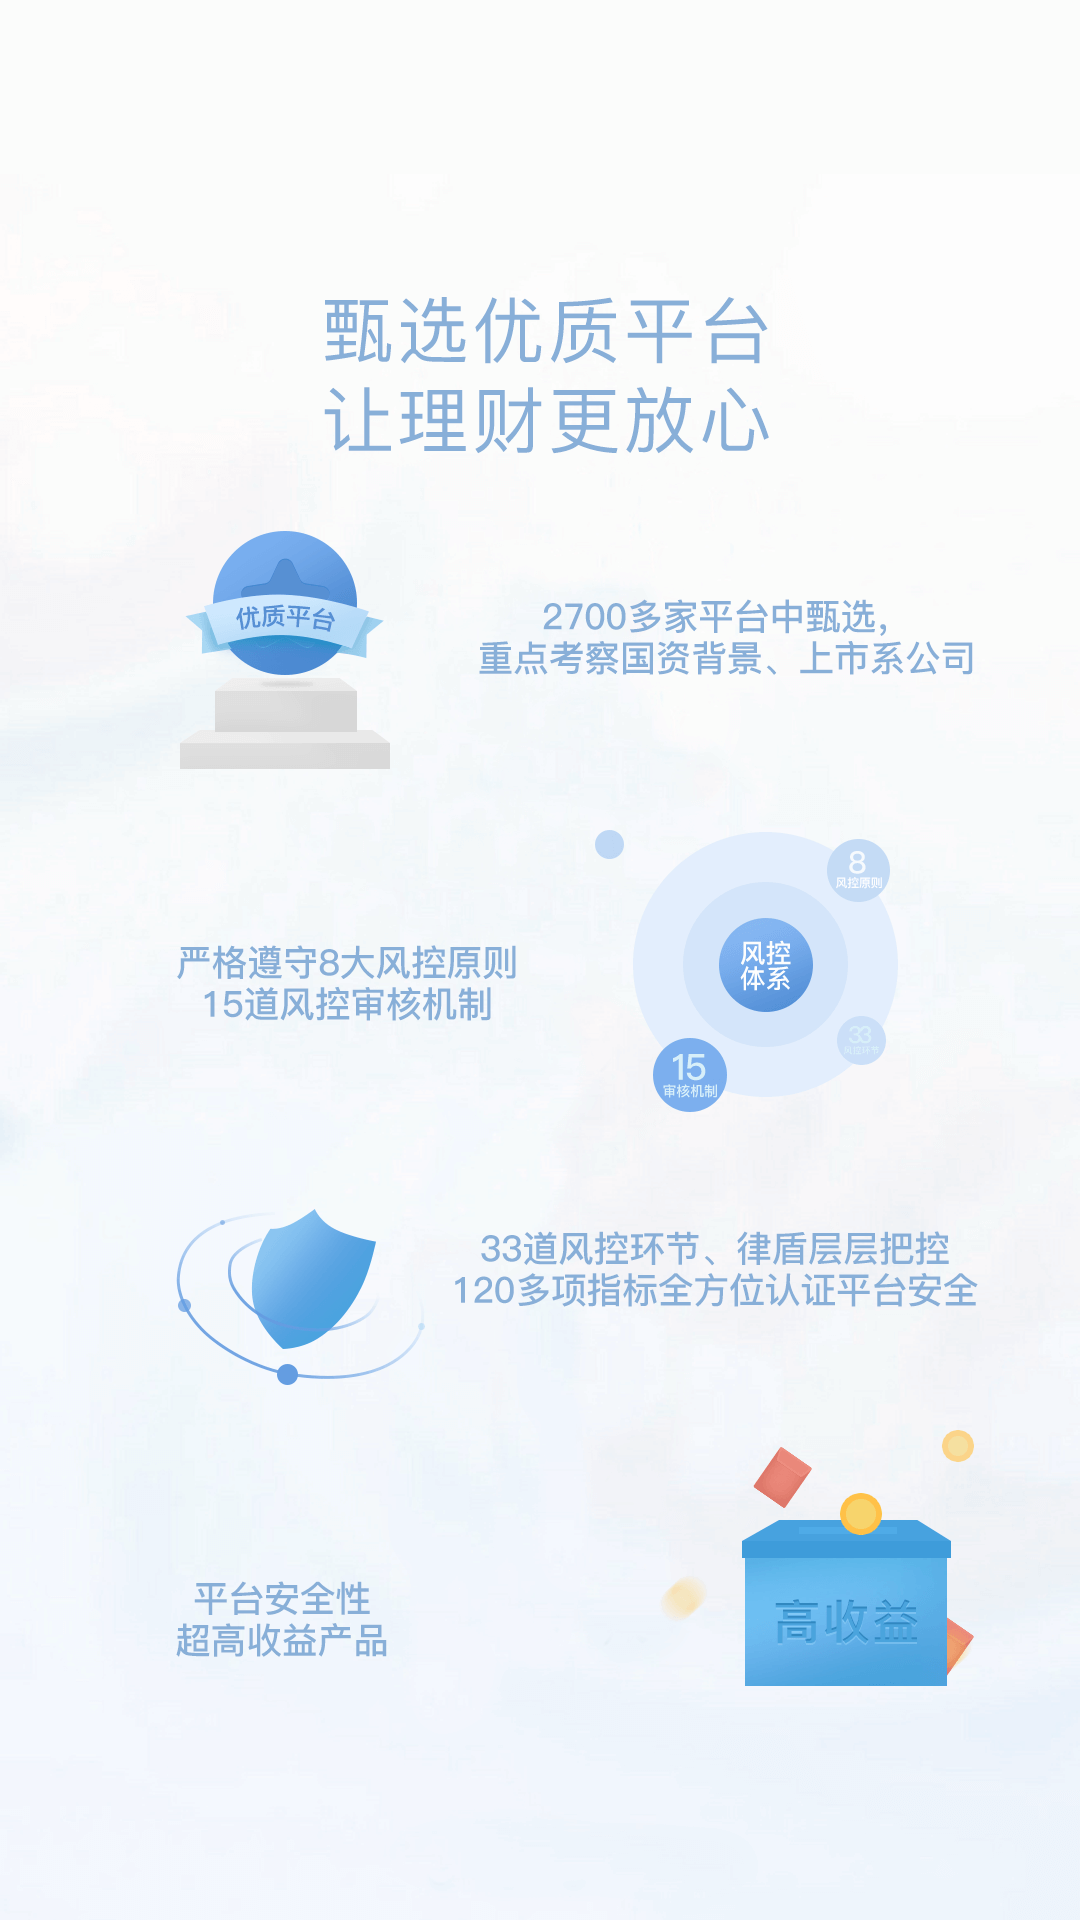 甄选优质平台
让理财更放心
优质平台
2700多家平台中甄选，
重点考察国资背景、上市系公司
8
风控原则
风控
体系
严格遵守8大风控原则
15道风控审核机制
33
风控环节
15
审核机制
33道风控环节、律盾层层把控
120多项指标全方位认证平台安全
高收益
平台安全性
超高收益产品